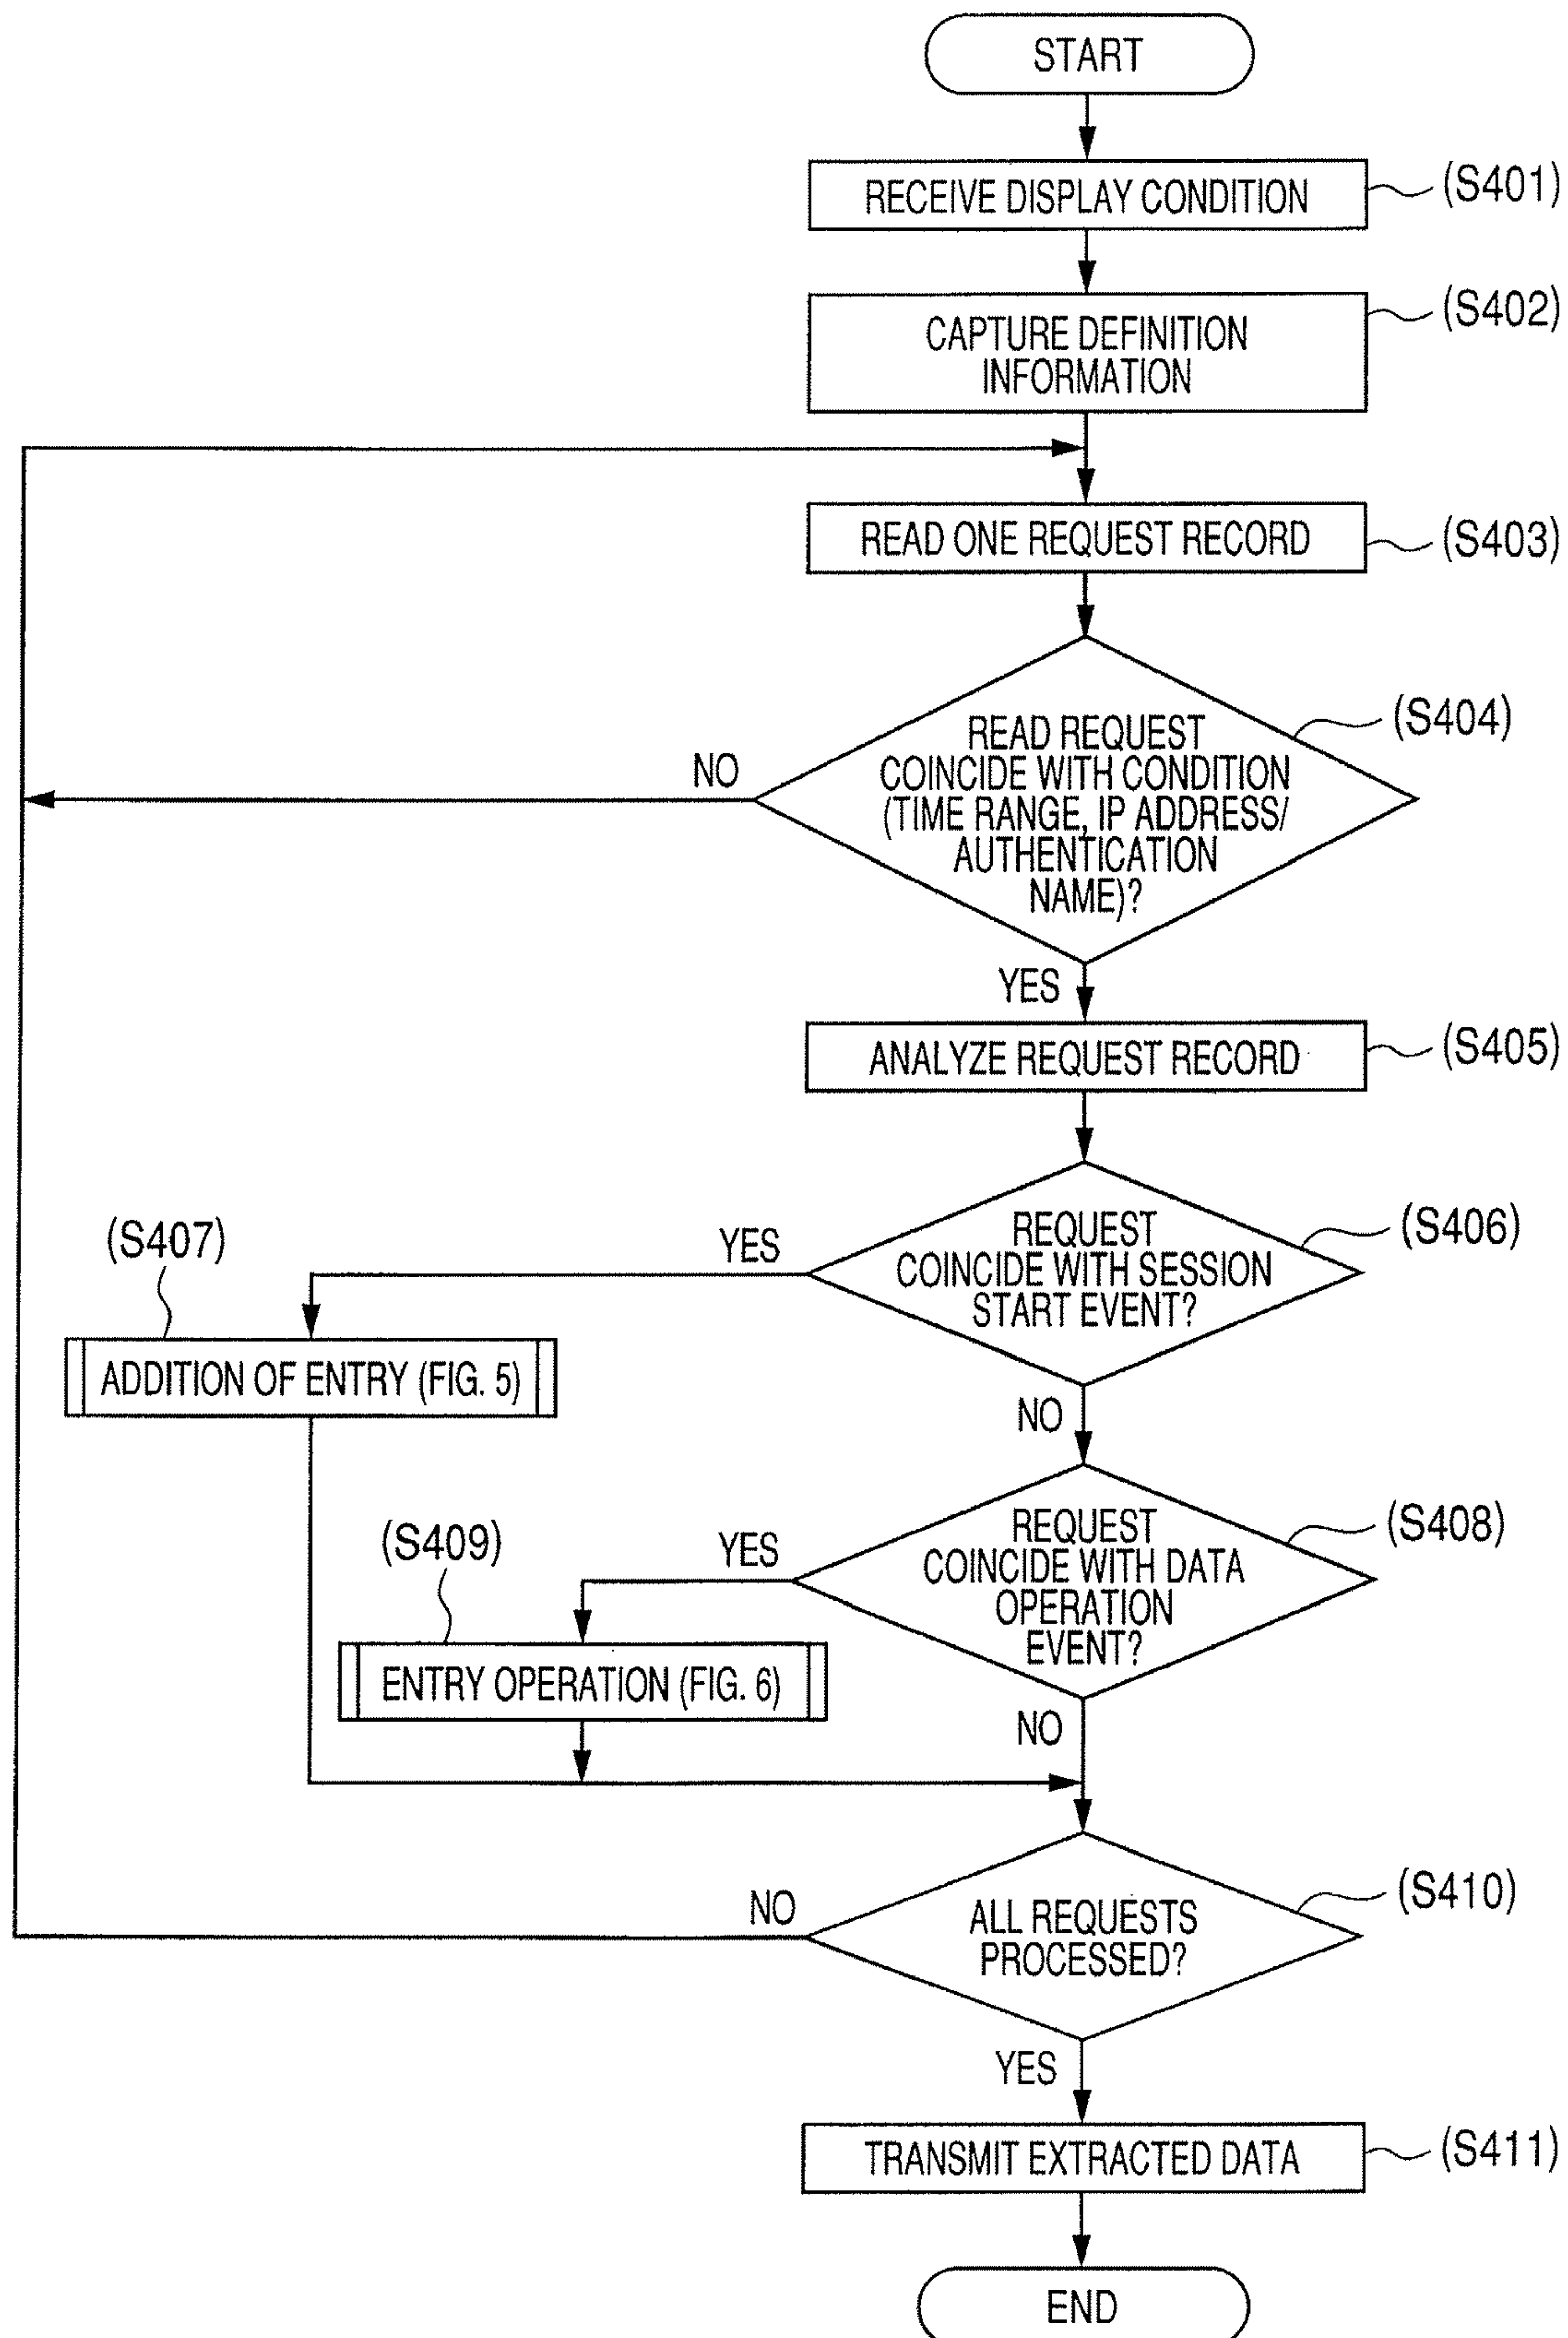 START
RECEIVE DISPLAY CONDITION
(S401)
CAPTURE DEFINITION
INFORMATION
(S402)
READ ONE REQUEST RECORD
(S403)
READ REQUEST
COINCIDE WITH CONDITION
(TIME RANGE, IP ADDRESS/
AUTHENTICATION
NAME)?
(S404)
NO
YES
ANALYZE REQUEST RECORD
(S405)
REQUEST
COINCIDE WITH SESSION
START EVENT?
(S406)
YES
(S407)
ADDITION OF ENTRY (FIG. 5)
NO
REQUEST
COINCIDE WITH DATA
OPERATION
EVENT?
(S408)
YES
(S409)
ENTRY OPERATION (FIG. 6)
NO
ALL REQUESTS
PROCESSED?
(S410)
NO
YES
TRANSMIT EXTRACTED DATA
(S411)
END